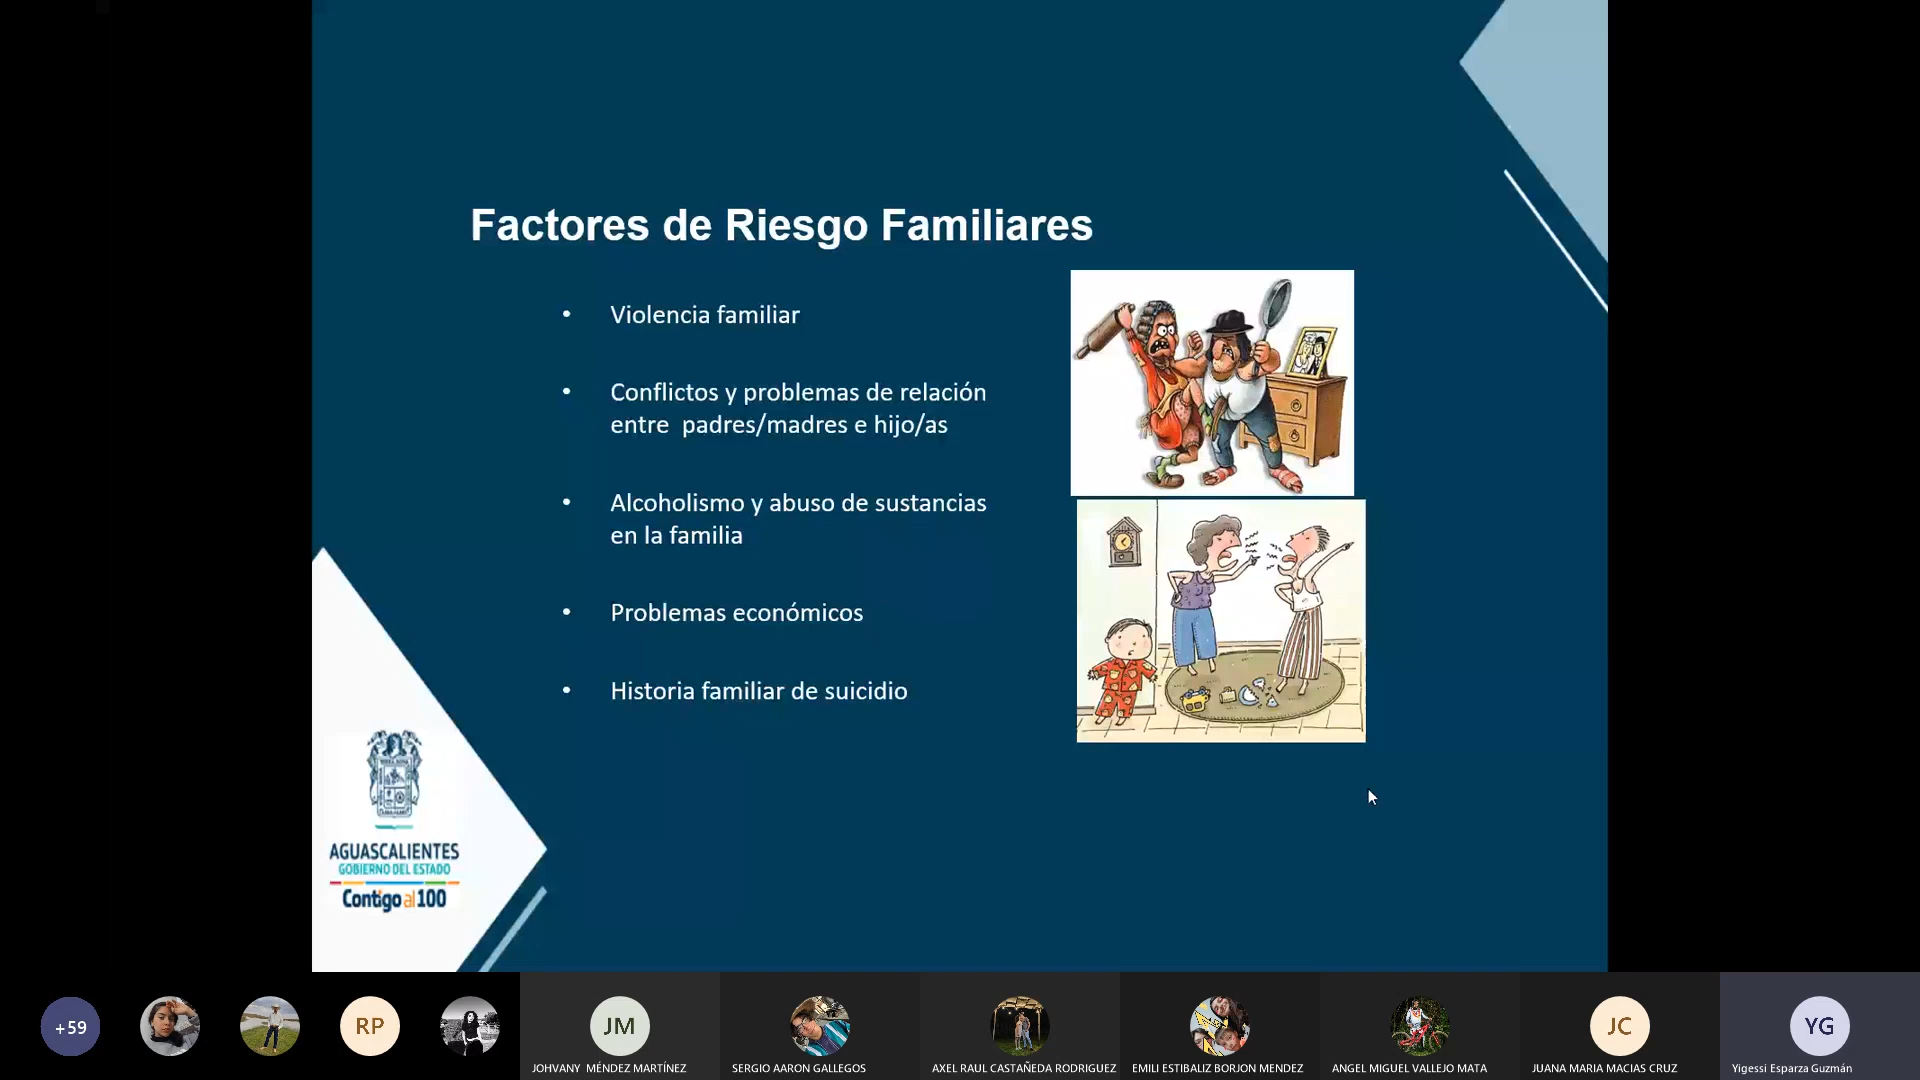 Factores de Riesgo Familiares
• Violencia familiar
• Conflictos y problemas de relación
entre padres/madres e hijo/as
• Alcoholismo y abuso de sustancias
en la familia
• Problemas económicos
• Historia familiar de suicidio
AGUASCALIENTES
GOBIERNO DEL ESTADO
Contigo al 100
+59
RP
JM
JC
YG
JOHVANY MÉNDEZ MARTÍNEZ
SERGIO AARON GALLEGOS
AXEL RAUL CASTAÑEDA RODRIGUEZ
EMILI ESTIBALIZ BORJON MENDEZ
ANGEL MIGUEL VALLEJO MATA
JUANA MARIA MACIAS CRUZ
Yigessi Esparza Guzmán